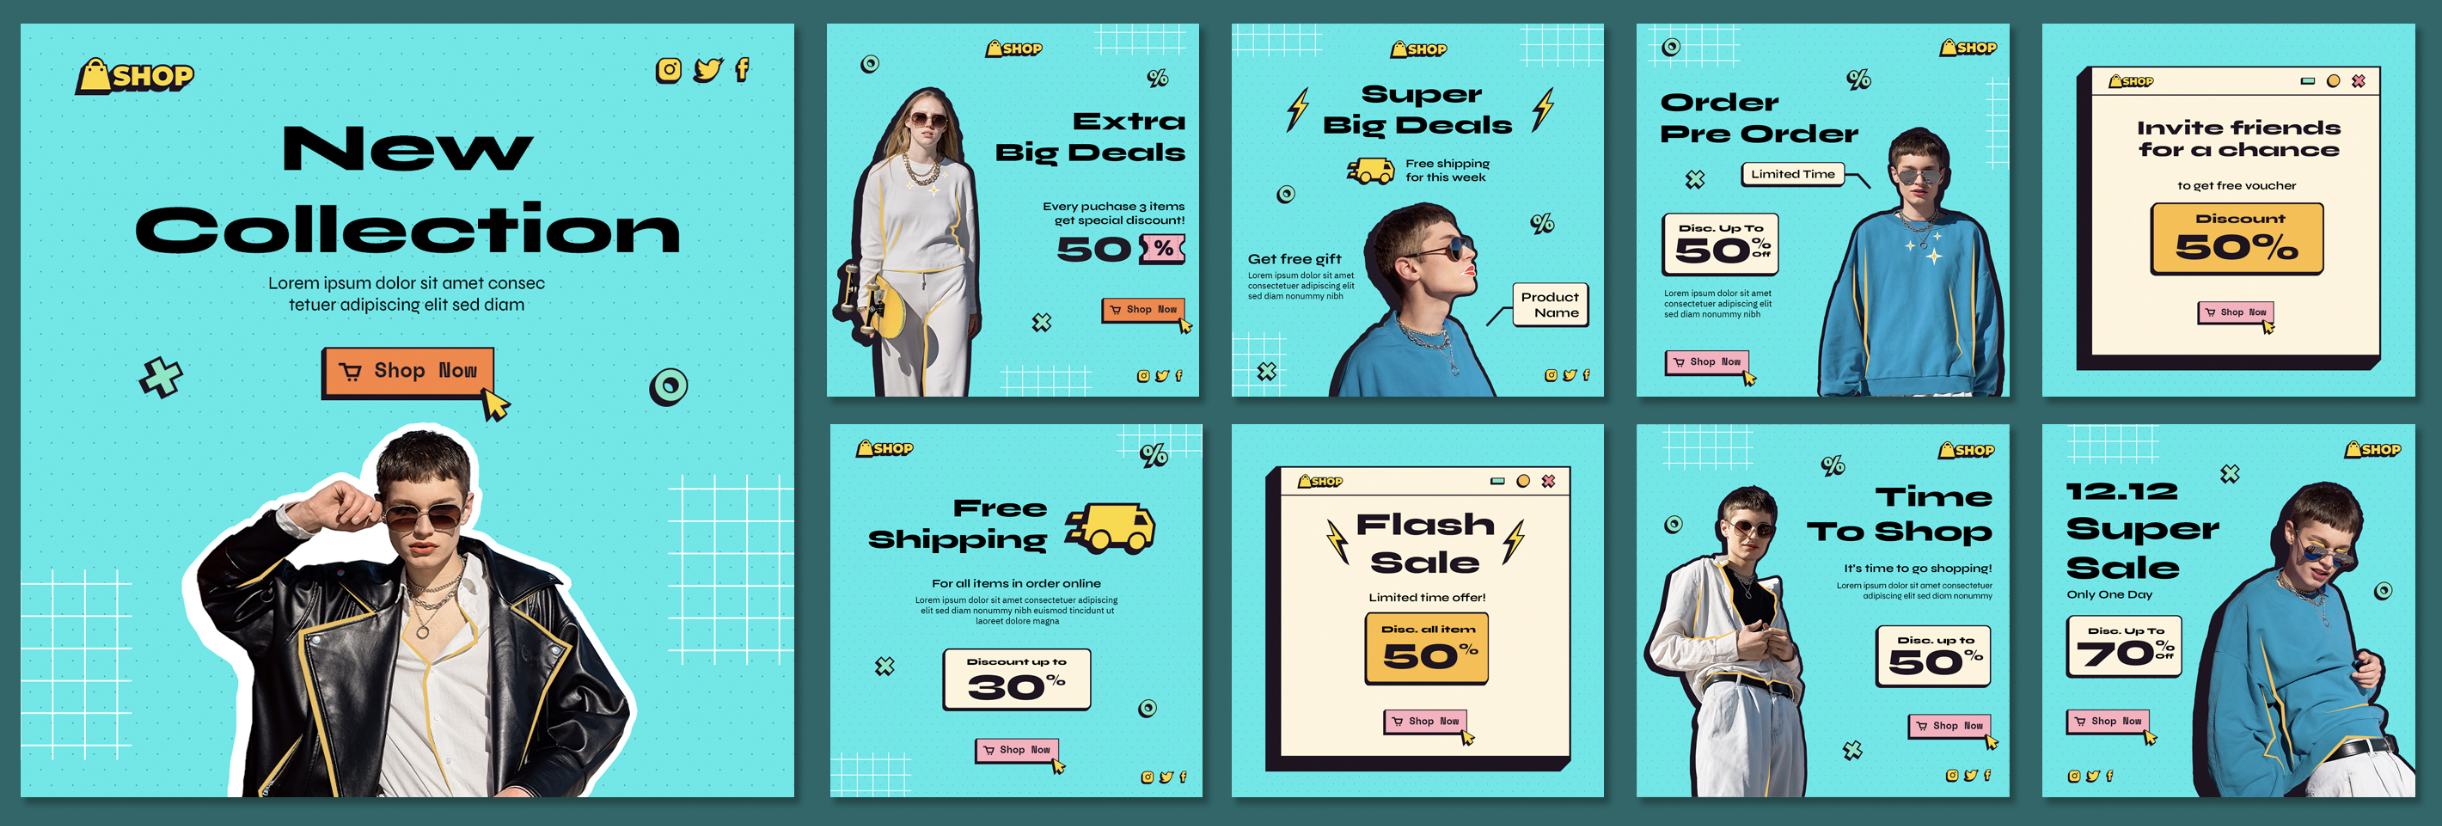 SHOP
New
Collection
Lorem ipsum dolor sit amet consec
tetuer adipiscing elit sed diam
Shop Now
SHOP
Extra
Big Deals
Every puchase 3 items
get special discount!
50 %
Shop Now
SHOP
Super
Big Deals
Free shipping
for this week
Get free gift
Lorem ipsum dolor sit amet
consectetuer adipiscing elit
sed diam nonummy nibh
Product
Name
SHOP
Order
Pre Order
Limited Time
Disc. Up To
50% Off
Lorem ipsum dolor sit amet
consectetuer adipiscing elit
sed diam nonummy nibh
Shop Now
SHOP
Invite friends
for a chance
to get free voucher
Discount
50%
Shop Now
SHOP
Free
Shipping
For all items in order online
Lorem ipsum dolor sit amet consectetuer adipiscing
elit sed diam nonummy nibh euismod tincidunt ut
laoreet dolore magna
Discount up to
30%
Shop Now
SHOP
Flash
Sale
Limited time offer!
Disc. all item
50%
Shop Now
SHOP
Time
To Shop
It's time to go shopping!
Lorem ipsum dolor sit amet consectetuer
adipiscing elit sed diam nonummy
Disc. up to
50%
Shop Now
SHOP
12.12
Super
Sale
Only One Day
Disc. Up To
70% Off
Shop Now